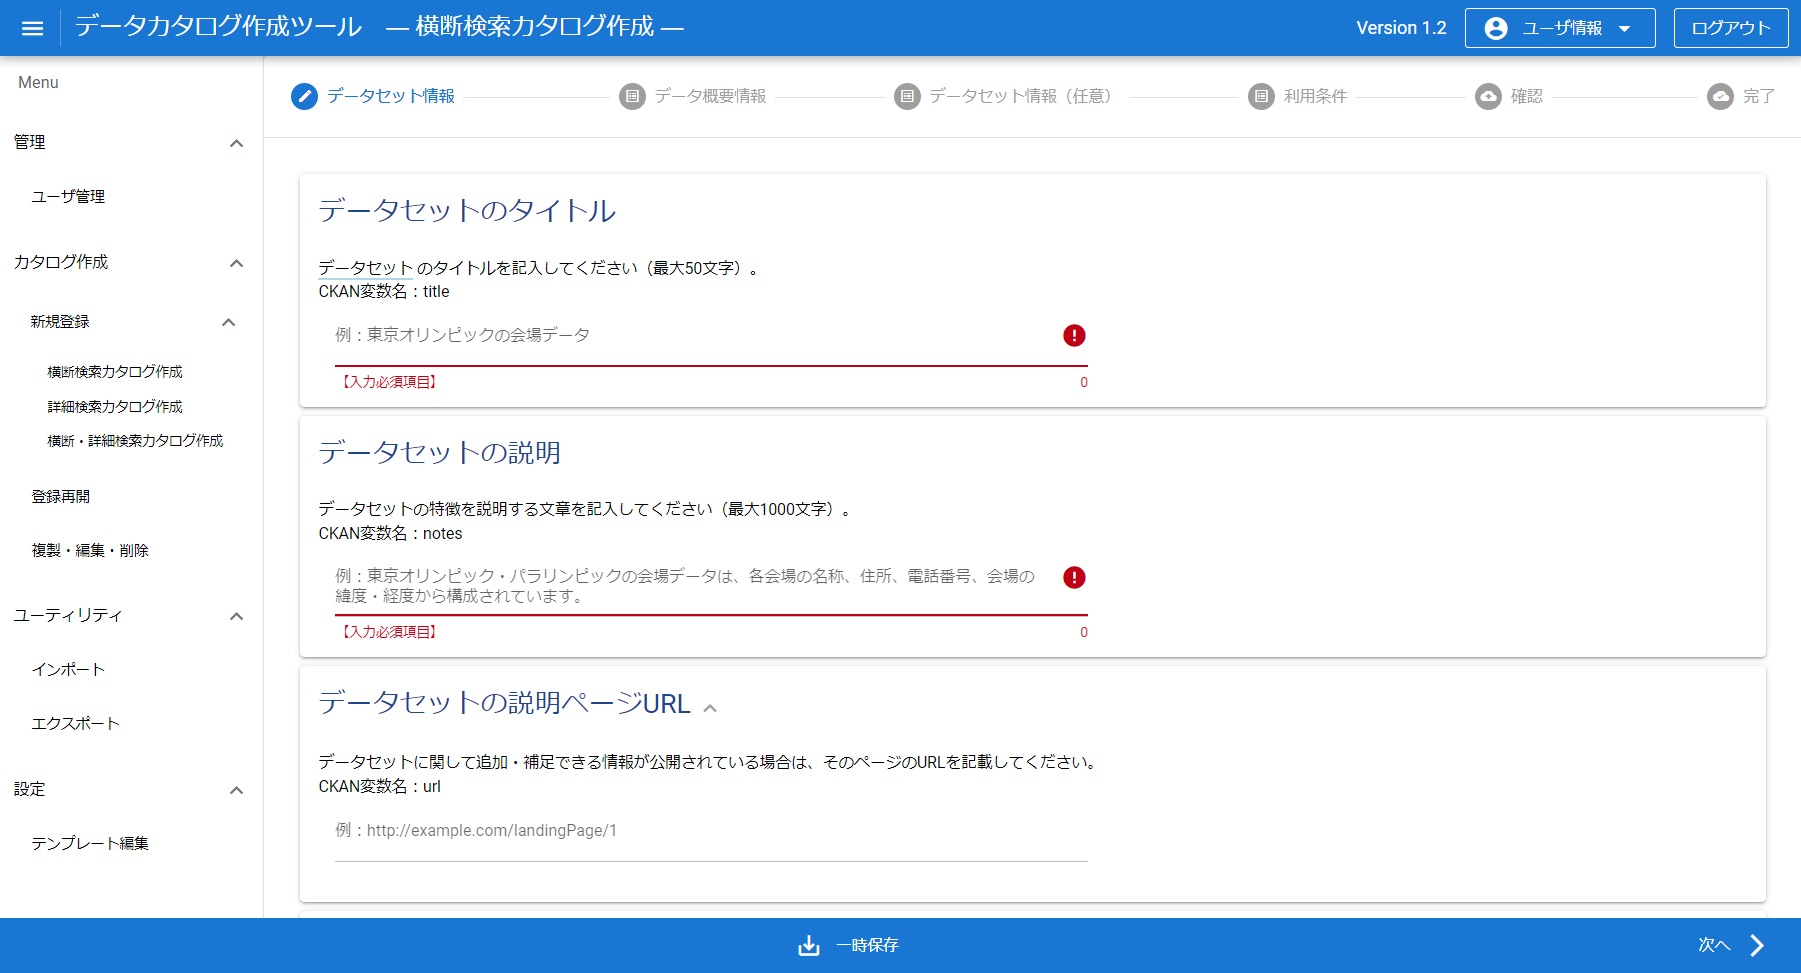 データカタログ作成ツール　― 横断検索カタログ作成 ―
Version 1.2
ユーザ情報
ログアウト
Menu
管理
ユーザ管理
カタログ作成
新規登録
横断検索カタログ作成
詳細検索カタログ作成
横断・詳細検索カタログ作成
登録再開
複製・編集・削除
ユーティリティ
インポート
エクスポート
設定
テンプレート編集
データセット情報
データ概要情報
データセット情報（任意）
利用条件
確認
完了
データセットのタイトル
データセット のタイトルを記入してください（最大50文字）。
CKAN変数名：title
例：東京オリンピックの会場データ
【入力必須項目】
0
データセットの説明
データセットの特徴を説明する文章を記入してください（最大1000文字）。
CKAN変数名：notes
例：東京オリンピック・パラリンピックの会場データは、各会場の名称、住所、電話番号、会場の
緯度・経度から構成されています。
【入力必須項目】
0
データセットの説明ページURL
データセットに関して追加・補足できる情報が公開されている場合は、そのページのURLを記載してください。
CKAN変数名：url
例：http://example.com/landingPage/1
一時保存
次へ